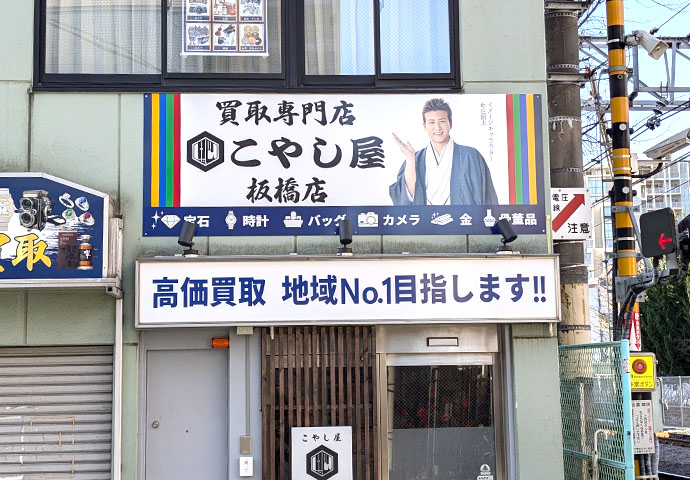 買取専門店
こやし屋
板橋店
イメージキャラクター
宝石 時計 バッグ カメラ 金 骨董品
高価買取 地域No.1目指します!!
買取
こやし屋
電圧
注意